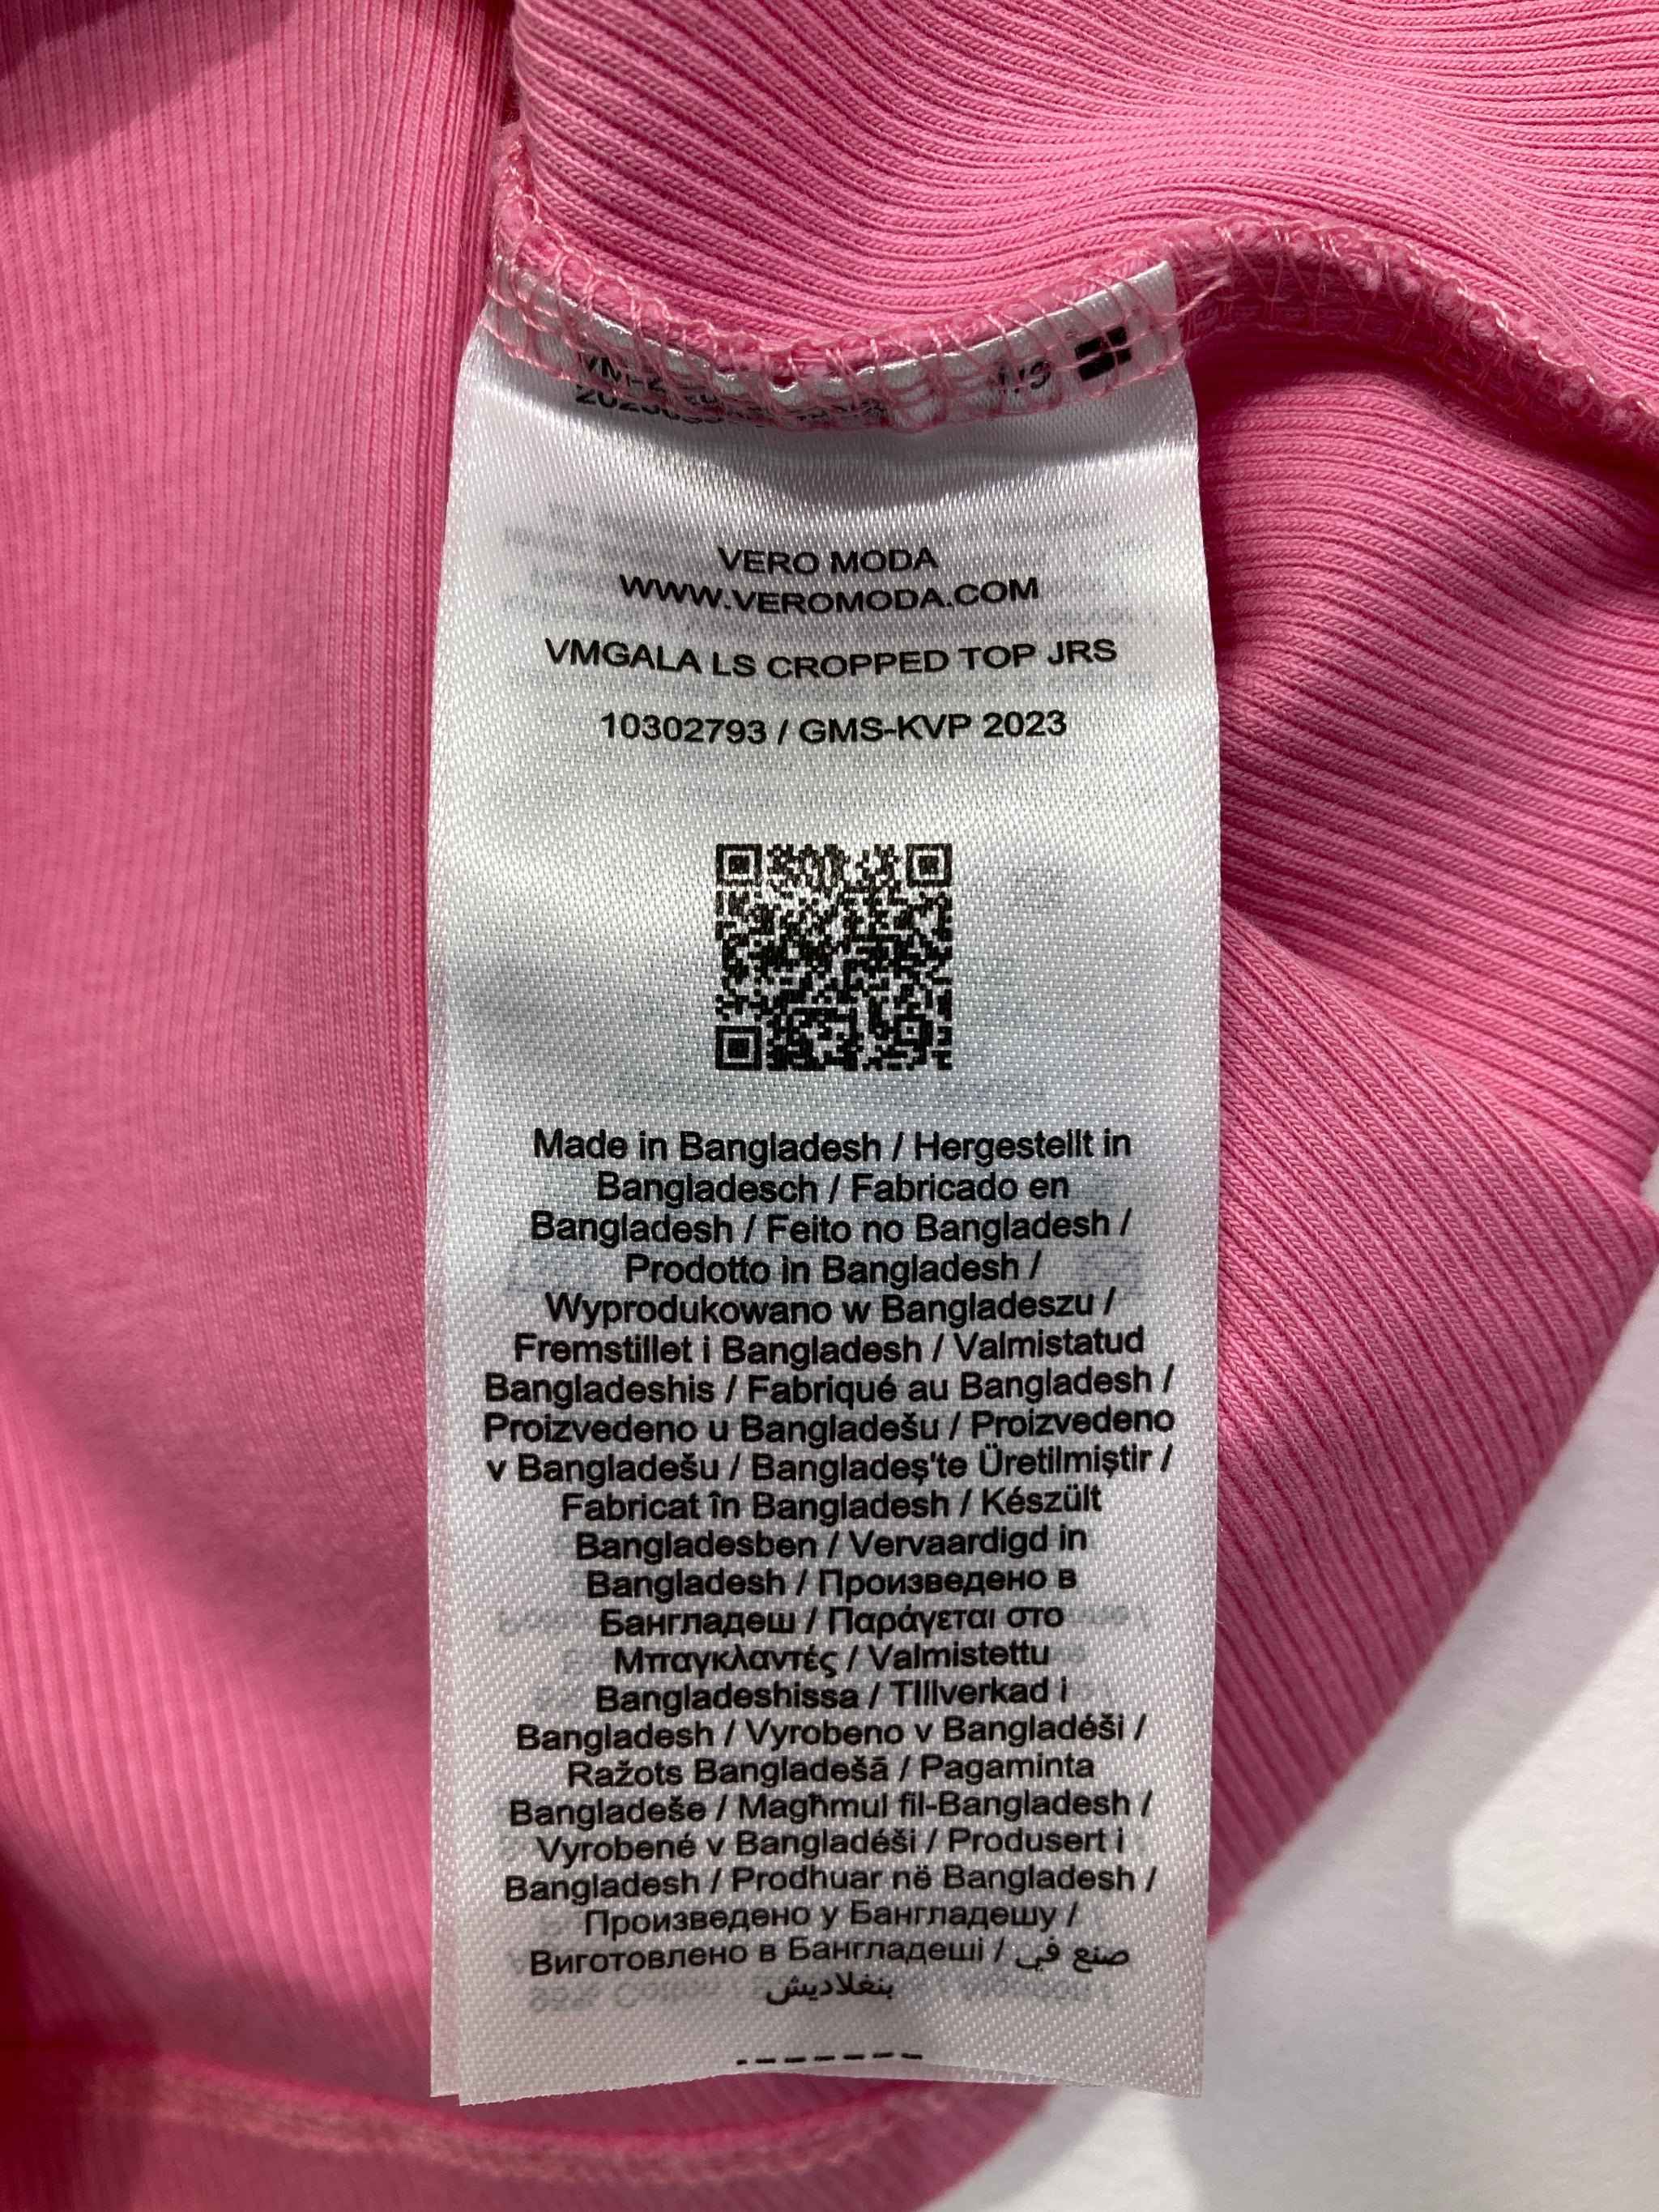 VERO MODA
WWW.VEROMODA.COM
VMGALA LS CROPPED TOP JRS
10302793 / GMS-KVP 2023
Made in Bangladesh / Hergestellt in
Bangladesch / Fabricado en
Bangladesh / Feito no Bangladesh /
Prodotto in Bangladesh /
Wyprodukowano w Bangladeszu /
Fremstillet i Bangladesh / Valmistatud
Bangladeshis / Fabriqué au Bangladesh /
Proizvedeno u Bangladešu / Proizvedeno
v Bangladešu / Bangladeş'te Üretilmiştir /
Fabricat în Bangladesh / Készült
Bangladesben / Vervaardigd in
Bangladesh / Произведено в
Бангладеш / Παράγεται στο
Μπαγκλαντές / Valmistettu
Bangladeshissa / Tillverkad i
Bangladesh / Vyrobeno v Bangladéši /
Ražots Bangladešā / Pagaminta
Bangladeše / Magħmul fil-Bangladesh /
Vyrobené v Bangladéši / Produsert i
Bangladesh / Prodhuar në Bangladesh /
Произведено у Бангладешу /
Виготовлено в Бангладеші / صنع في
بنغلاديش